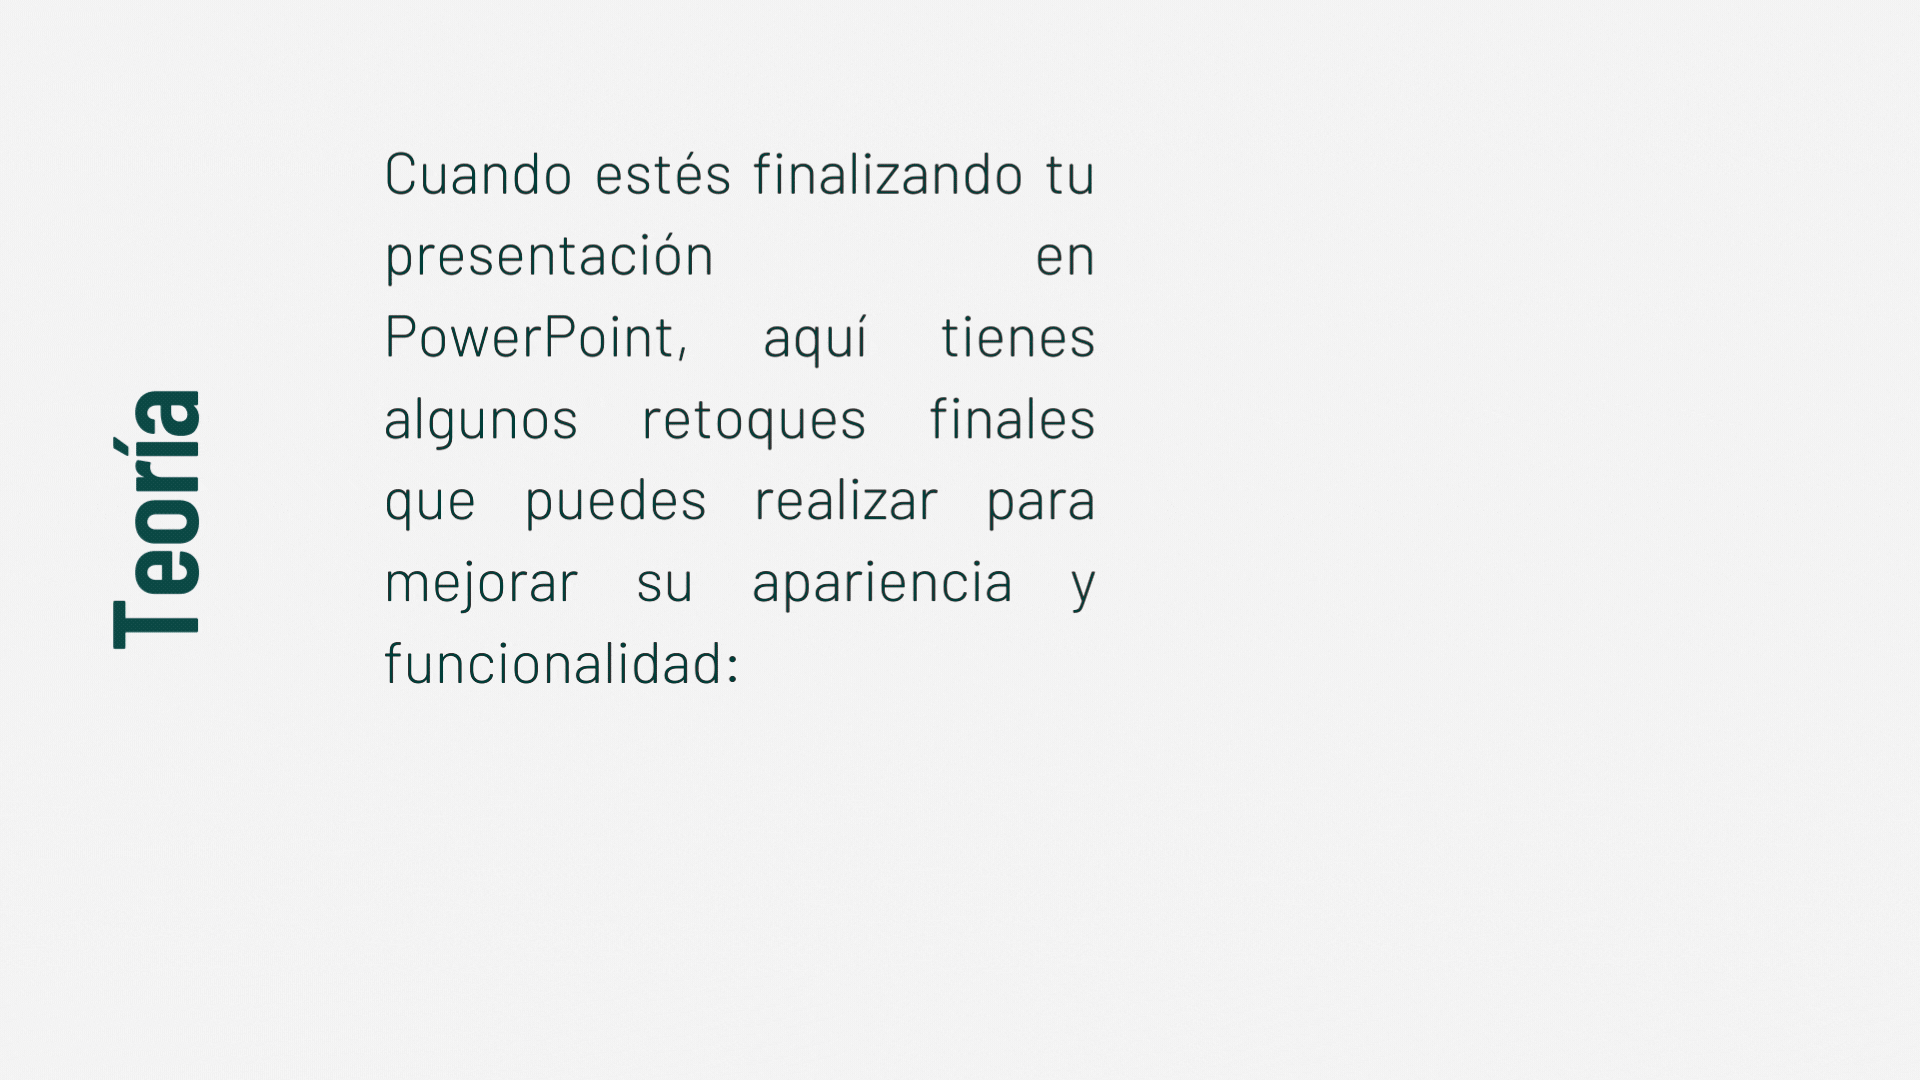 Teoría
Cuando estés finalizando tu
presentación en
PowerPoint, aquí tienes
algunos retoques finales
que puedes realizar para
mejorar su apariencia y
funcionalidad: